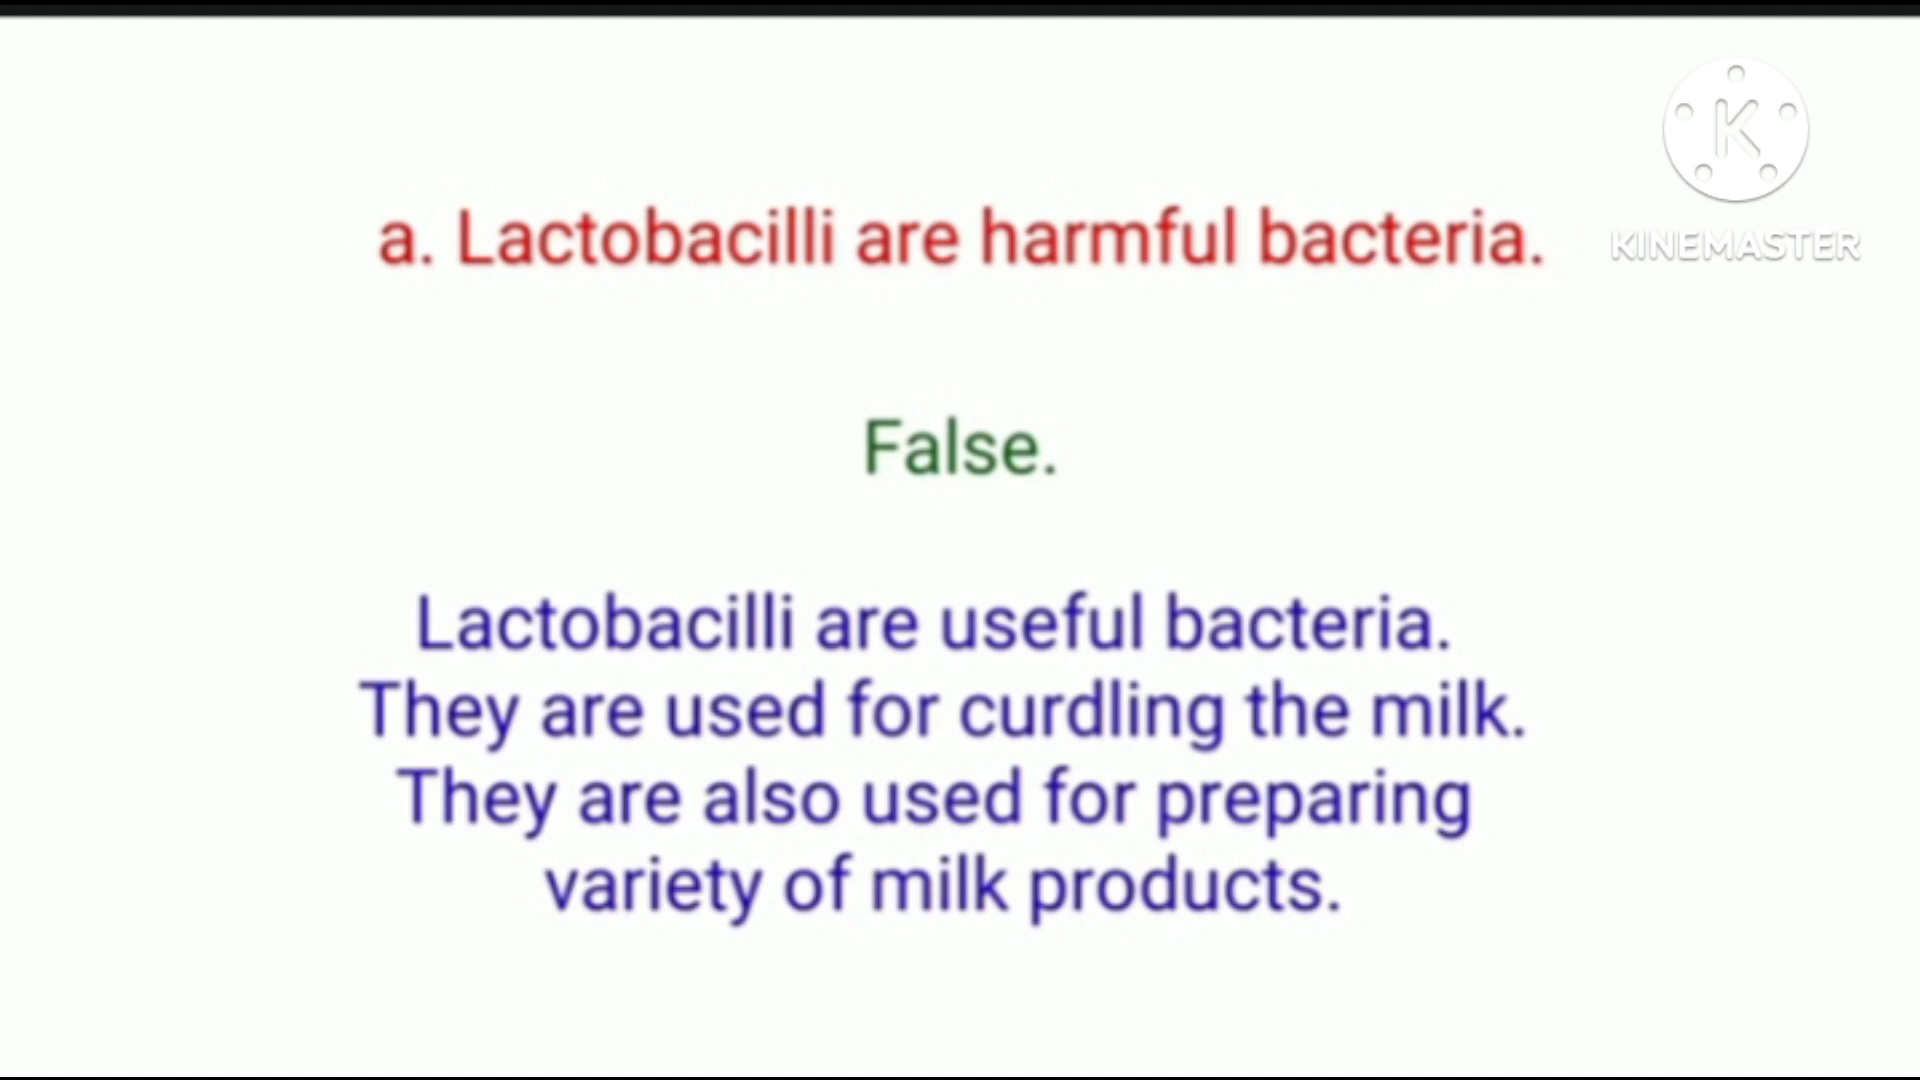 K
KINEMASTER
a. Lactobacilli are harmful bacteria.
False.
Lactobacilli are useful bacteria.
They are used for curdling the milk.
They are also used for preparing
variety of milk products.